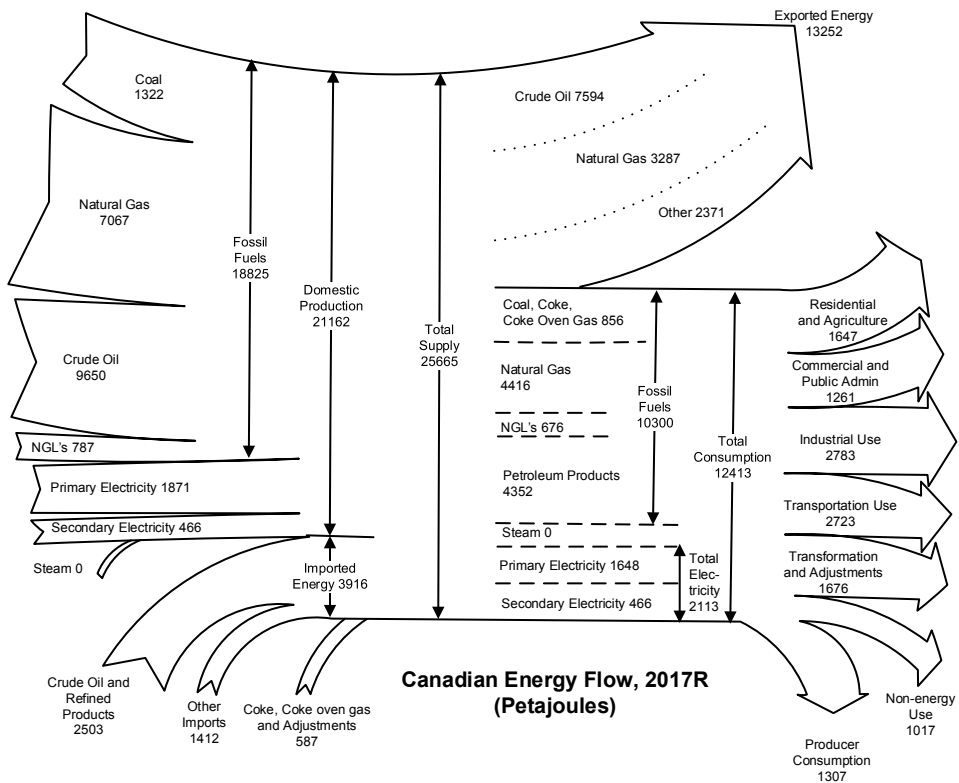 Exported Energy
13252
Coal
1322
Crude Oil 7594
Natural Gas 3287
Other 2371
Natural Gas
7067
Fossil
Fuels
18825
Domestic
Production
21162
Total
Supply
25665
Crude Oil
9650
NGL's 787
Primary Electricity 1871
Secondary Electricity 466
Steam 0
Imported
Energy 3916
Coal, Coke,
Coke Oven Gas 856
Natural Gas
4416
NGL's 676
Petroleum Products
4352
Steam 0
Primary Electricity 1648
Secondary Electricity 466
Fossil
Fuels
10300
Total
Elec-
tricity
2113
Total
Consumption
12413
Residential
and Agriculture
1647
Commercial and
Public Admin
1261
Industrial Use
2783
Transportation Use
2723
Transformation
and Adjustments
1676
Crude Oil and
Refined
Products
2503
Other
Imports
1412
Coke, Coke oven gas
and Adjustments
587
Canadian Energy Flow, 2017R
(Petajoules)
Non-energy
Use
1017
Producer
Consumption
1307